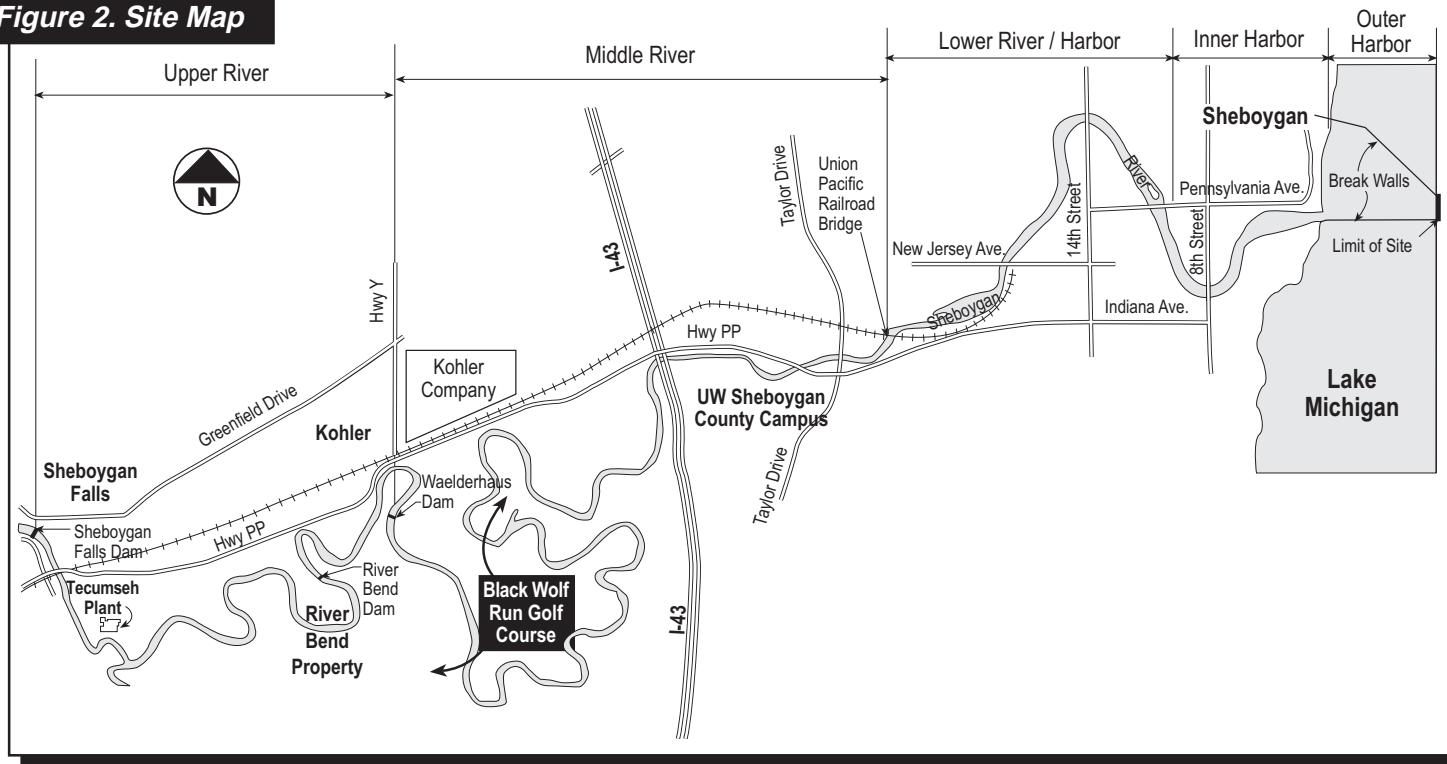 Figure 2. Site Map
Upper River
Middle River
Lower River / Harbor
Inner Harbor
Outer
Harbor
N
Hwy Y
Greenfield Drive
Kohler
Company
Kohler
Sheboygan
Falls
Sheboygan
Falls Dam
Hwy PP
Tecumseh
Plant
River
Bend
Dam
River
Bend
Property
Waelderhaus
Dam
Black Wolf
Run Golf
Course
I-43
I-43
Hwy PP
UW Sheboygan
County Campus
Taylor Drive
Taylor Drive
Union
Pacific
Railroad
Bridge
New Jersey Ave.
Sheboygan
River
14th Street
8th Street
Indiana Ave.
Pennsylvania Ave.
Sheboygan
Break Walls
Limit of Site
Lake
Michigan